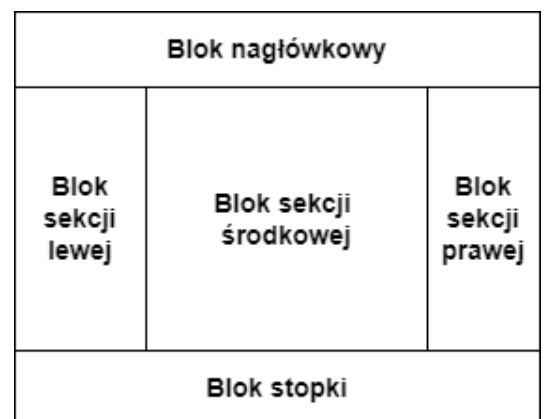 Blok nagłówkowy
Blok
sekcji
lewej
Blok sekcji
środkowej
Blok
sekcji
prawej
Blok stopki